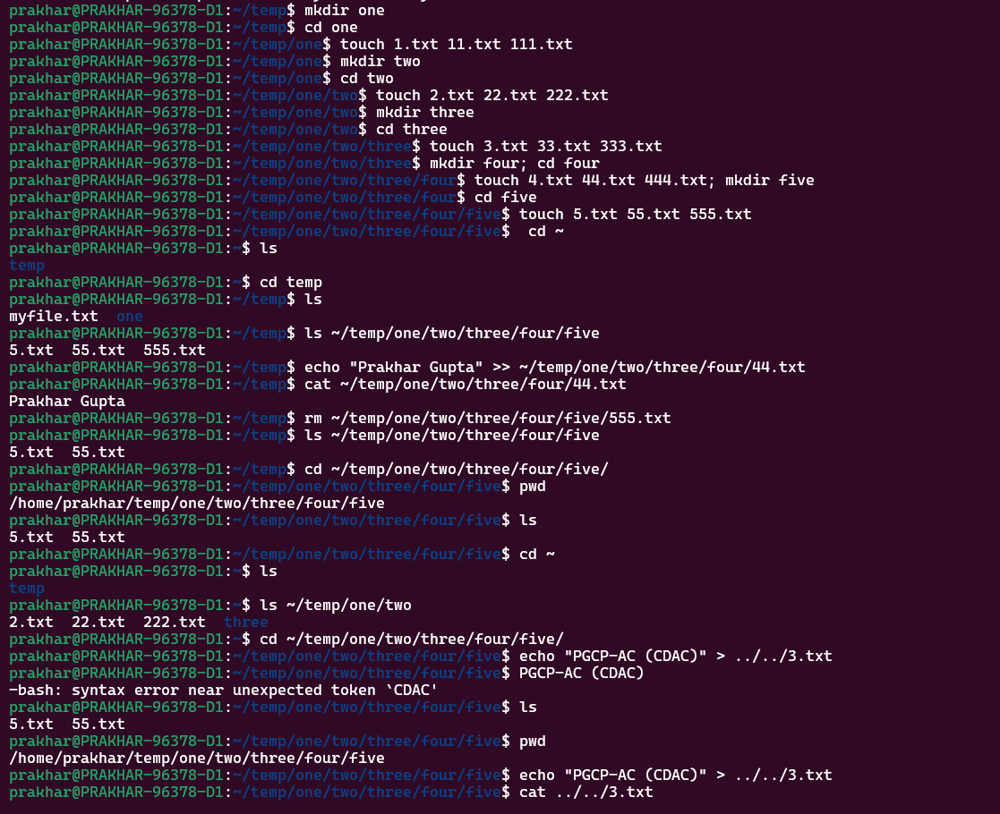 prakhar@PRAKHAR-96378-D1:~/temp$ mkdir one
prakhar@PRAKHAR-96378-D1:~/temp$ cd one
prakhar@PRAKHAR-96378-D1:~/temp/one$ touch 1.txt 11.txt 111.txt
prakhar@PRAKHAR-96378-D1:~/temp/one$ mkdir two
prakhar@PRAKHAR-96378-D1:~/temp/one$ cd two
prakhar@PRAKHAR-96378-D1:~/temp/one/two$ touch 2.txt 22.txt 222.txt
prakhar@PRAKHAR-96378-D1:~/temp/one/two$ mkdir three
prakhar@PRAKHAR-96378-D1:~/temp/one/two$ cd three
prakhar@PRAKHAR-96378-D1:~/temp/one/two/three$ touch 3.txt 33.txt 333.txt
prakhar@PRAKHAR-96378-D1:~/temp/one/two/three$ mkdir four; cd four
prakhar@PRAKHAR-96378-D1:~/temp/one/two/three/four$ touch 4.txt 44.txt 444.txt; mkdir five
prakhar@PRAKHAR-96378-D1:~/temp/one/two/three/four$ cd five
prakhar@PRAKHAR-96378-D1:~/temp/one/two/three/four/five$ touch 5.txt 55.txt 555.txt
prakhar@PRAKHAR-96378-D1:~/temp/one/two/three/four/five$  cd ~
prakhar@PRAKHAR-96378-D1:~$ ls
temp
prakhar@PRAKHAR-96378-D1:~$ cd temp
prakhar@PRAKHAR-96378-D1:~/temp$ ls
myfile.txt  one
prakhar@PRAKHAR-96378-D1:~/temp$ ls ~/temp/one/two/three/four/five
5.txt  55.txt  555.txt
prakhar@PRAKHAR-96378-D1:~/temp$ echo "Prakhar Gupta" >> ~/temp/one/two/three/four/44.txt
prakhar@PRAKHAR-96378-D1:~/temp$ cat ~/temp/one/two/three/four/44.txt
Prakhar Gupta
prakhar@PRAKHAR-96378-D1:~/temp$ rm ~/temp/one/two/three/four/five/555.txt
prakhar@PRAKHAR-96378-D1:~/temp$ ls ~/temp/one/two/three/four/five
5.txt  55.txt
prakhar@PRAKHAR-96378-D1:~/temp$ cd ~/temp/one/two/three/four/five/
prakhar@PRAKHAR-96378-D1:~/temp/one/two/three/four/five$ pwd
/home/prakhar/temp/one/two/three/four/five
prakhar@PRAKHAR-96378-D1:~/temp/one/two/three/four/five$ ls
5.txt  55.txt
prakhar@PRAKHAR-96378-D1:~/temp/one/two/three/four/five$ cd ~
prakhar@PRAKHAR-96378-D1:~$ ls
temp
prakhar@PRAKHAR-96378-D1:~$ ls ~/temp/one/two
2.txt  22.txt  222.txt  three
prakhar@PRAKHAR-96378-D1:~$ cd ~/temp/one/two/three/four/five/
prakhar@PRAKHAR-96378-D1:~/temp/one/two/three/four/five$ echo "PGCP-AC (CDAC)" > ../../3.txt
prakhar@PRAKHAR-96378-D1:~/temp/one/two/three/four/five$ PGCP-AC (CDAC)
-bash: syntax error near unexpected token `CDAC'
prakhar@PRAKHAR-96378-D1:~/temp/one/two/three/four/five$ ls
5.txt  55.txt
prakhar@PRAKHAR-96378-D1:~/temp/one/two/three/four/five$ pwd
/home/prakhar/temp/one/two/three/four/five
prakhar@PRAKHAR-96378-D1:~/temp/one/two/three/four/five$ echo "PGCP-AC (CDAC)" > ../../3.txt
prakhar@PRAKHAR-96378-D1:~/temp/one/two/three/four/five$ cat ../../3.txt